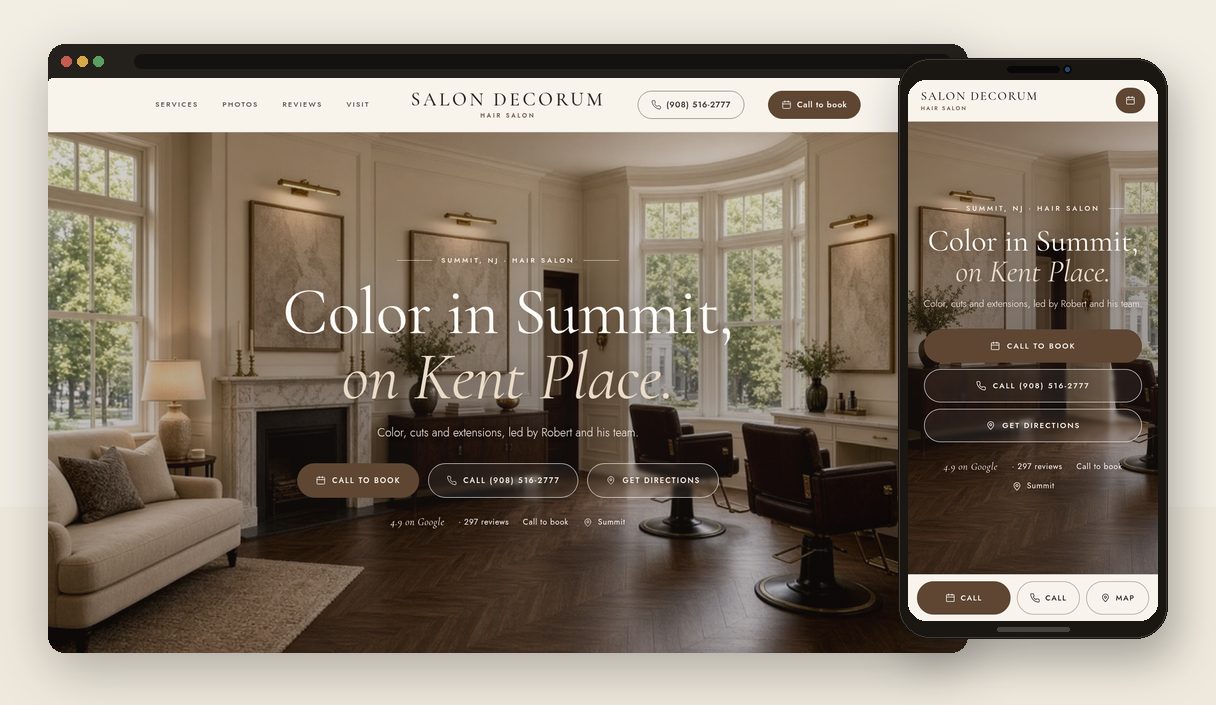 SERVICES PHOTOS REVIEWS VISIT
SALON DECORUM
HAIR SALON
(908) 516-2777
Call to book
SUMMIT, NJ · HAIR SALON
Color in Summit,
on Kent Place.
Color, cuts and extensions, led by Robert and his team.
CALL TO BOOK
CALL (908) 516-2777
GET DIRECTIONS
4.9 on Google · 297 reviews Call to book Summit
SALON DECORUM
HAIR SALON
SUMMIT, NJ · HAIR SALON
Color in Summit,
on Kent Place.
Color, cuts and extensions, led by Robert and his team.
CALL TO BOOK
CALL (908) 516-2777
GET DIRECTIONS
4.9 on Google · 297 reviews Call to book
Summit
CALL
CALL
MAP